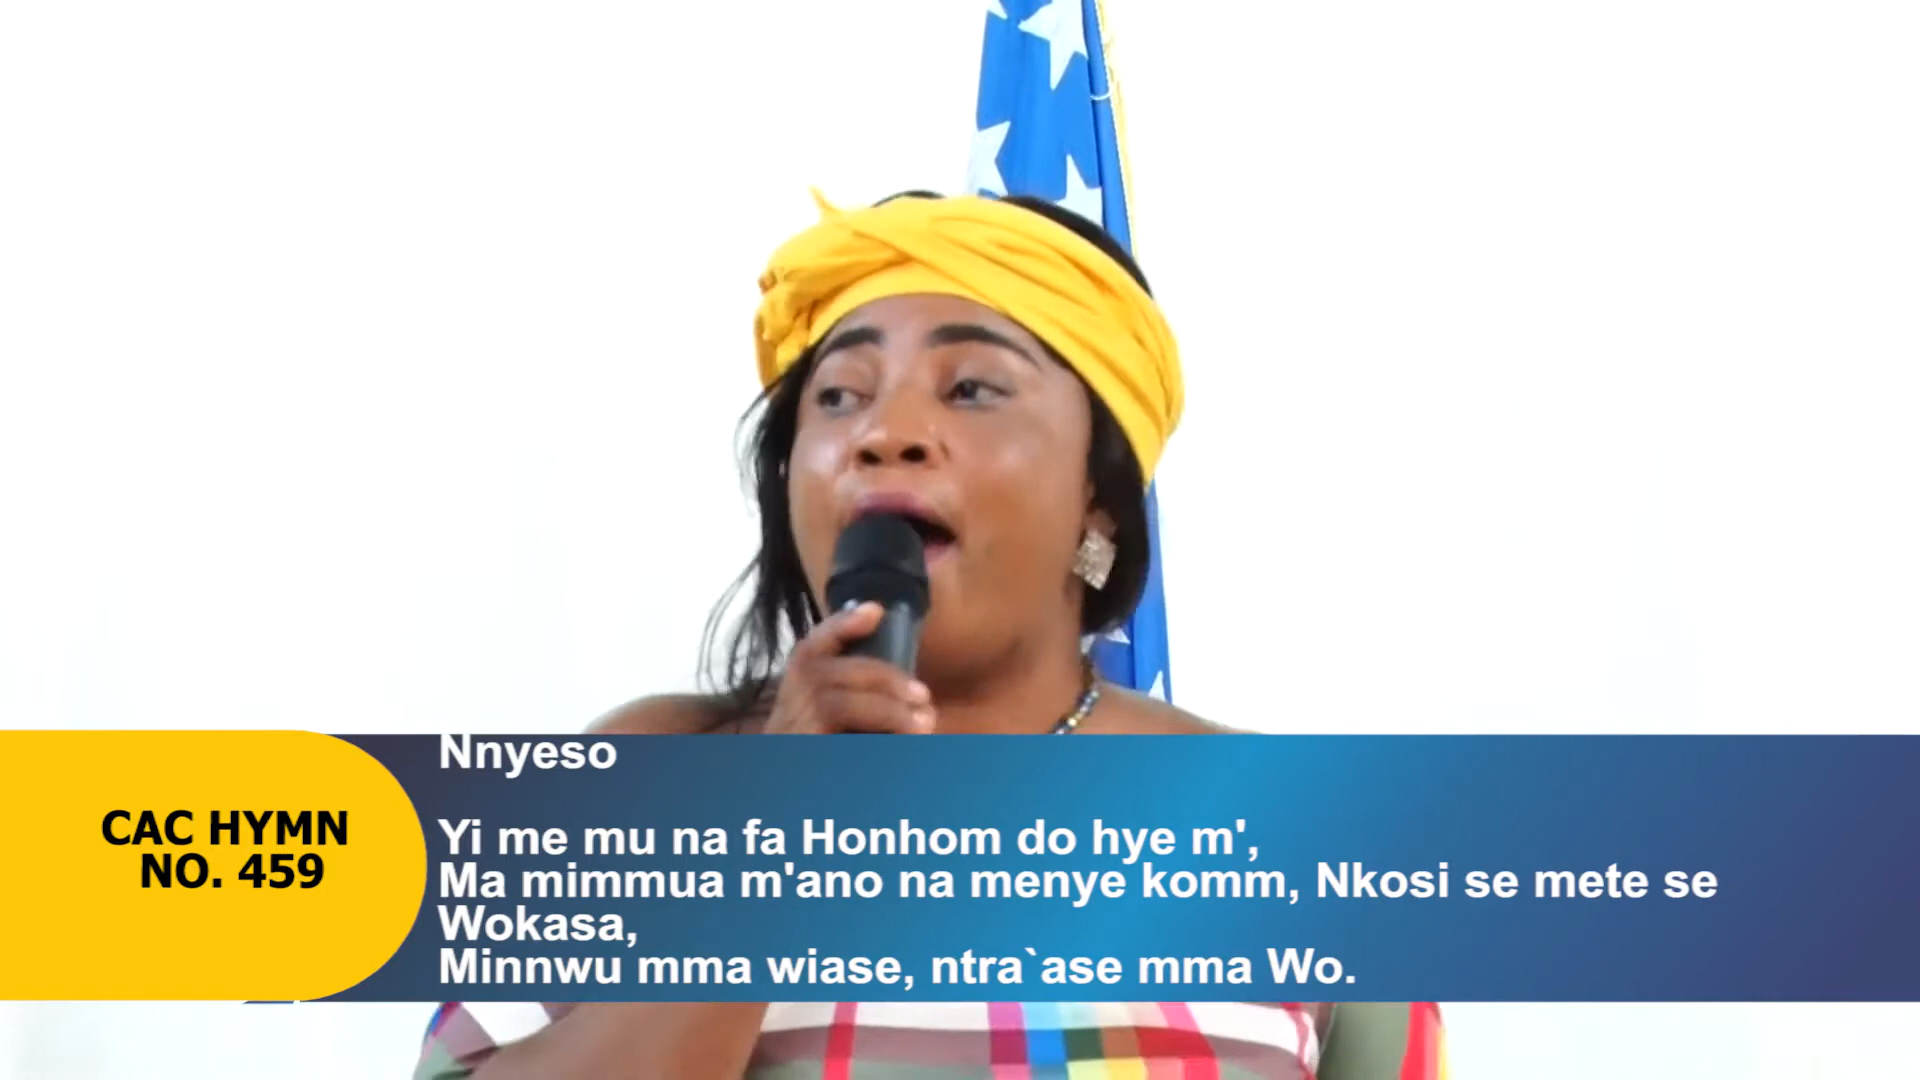 CAC HYMN
NO. 459
Nnyeso
Yi me mu na fa Honhom do hye m',
Ma mimmua m'ano na menye komm, Nkosi se mete se
Wokasa,
Minnwu mma wiase, ntra`ase mma Wo.